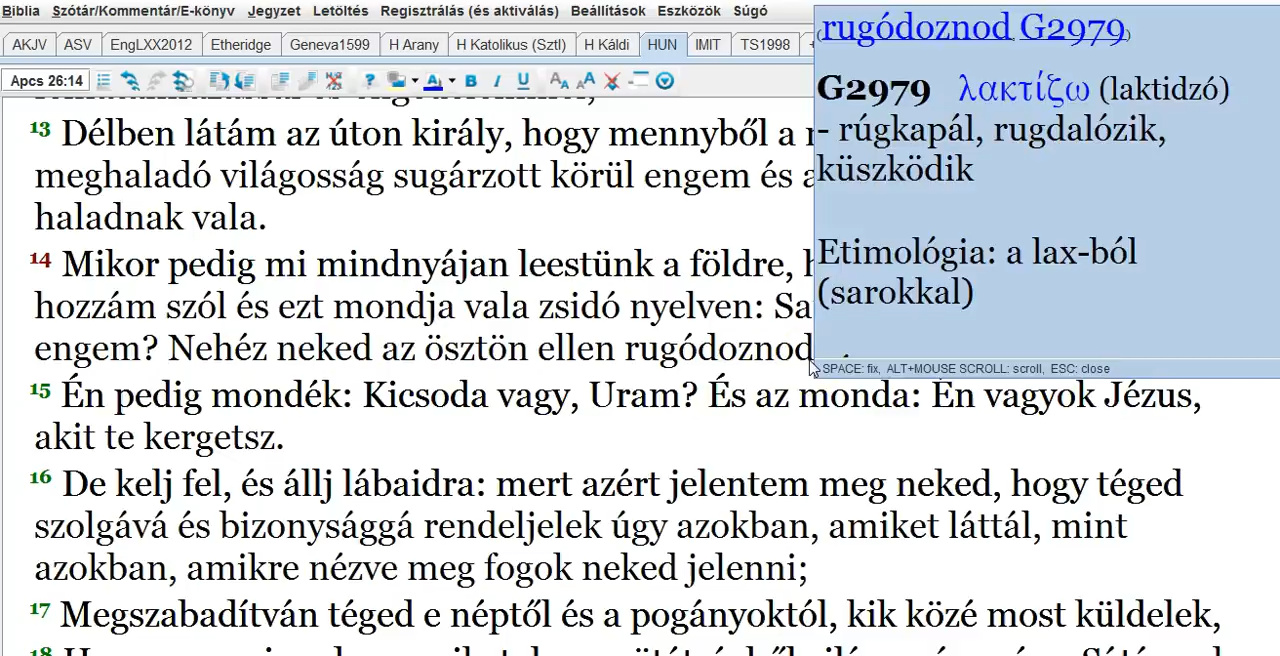 Biblia Szótár/Kommentár/E-könyv Jegyzet Letöltés Regisztrálás (és aktiválás) Beállítások Eszközök Súgó
AKJV ASV EngLXX2012 Etheridge Geneva1599 H Arany H Katolikus (Sztl) H Káldi HUN IMIT TS1998
Apcs 26:14
13 Délben látám az úton király, hogy mennyből a
meghaladó világosság sugárzott körül engem és
haladnak vala.
14 Mikor pedig mi mindnyájan leestünk a földre,
hozzám szól és ezt mondja vala zsidó nyelven:
engem? Nehéz neked az ösztön ellen rugódoznod
15 Én pedig mondék: Kicsoda vagy, Uram? És az monda: Én vagyok Jézus,
akit te kergetsz.
16 De kelj fel, és állj lábaidra: mert azért jelentem meg neked, hogy téged
szolgává és bizonysággá rendeljelek úgy azokban, amiket láttál, mint
azokban, amikre nézve meg fogok neked jelenni;
17 Megszabadítván téged e néptől és a pogányoktól, kik közé most küldelek,
18
(rugódoznod G2979)
G2979 λακτίζω (laktidzó)
- rúgkapál, rugdalózik,
küszködik
Etimológia: a lax-ból
(sarokkal)
SPACE: fix, ALT+MOUSE SCROLL: scroll, ESC: close